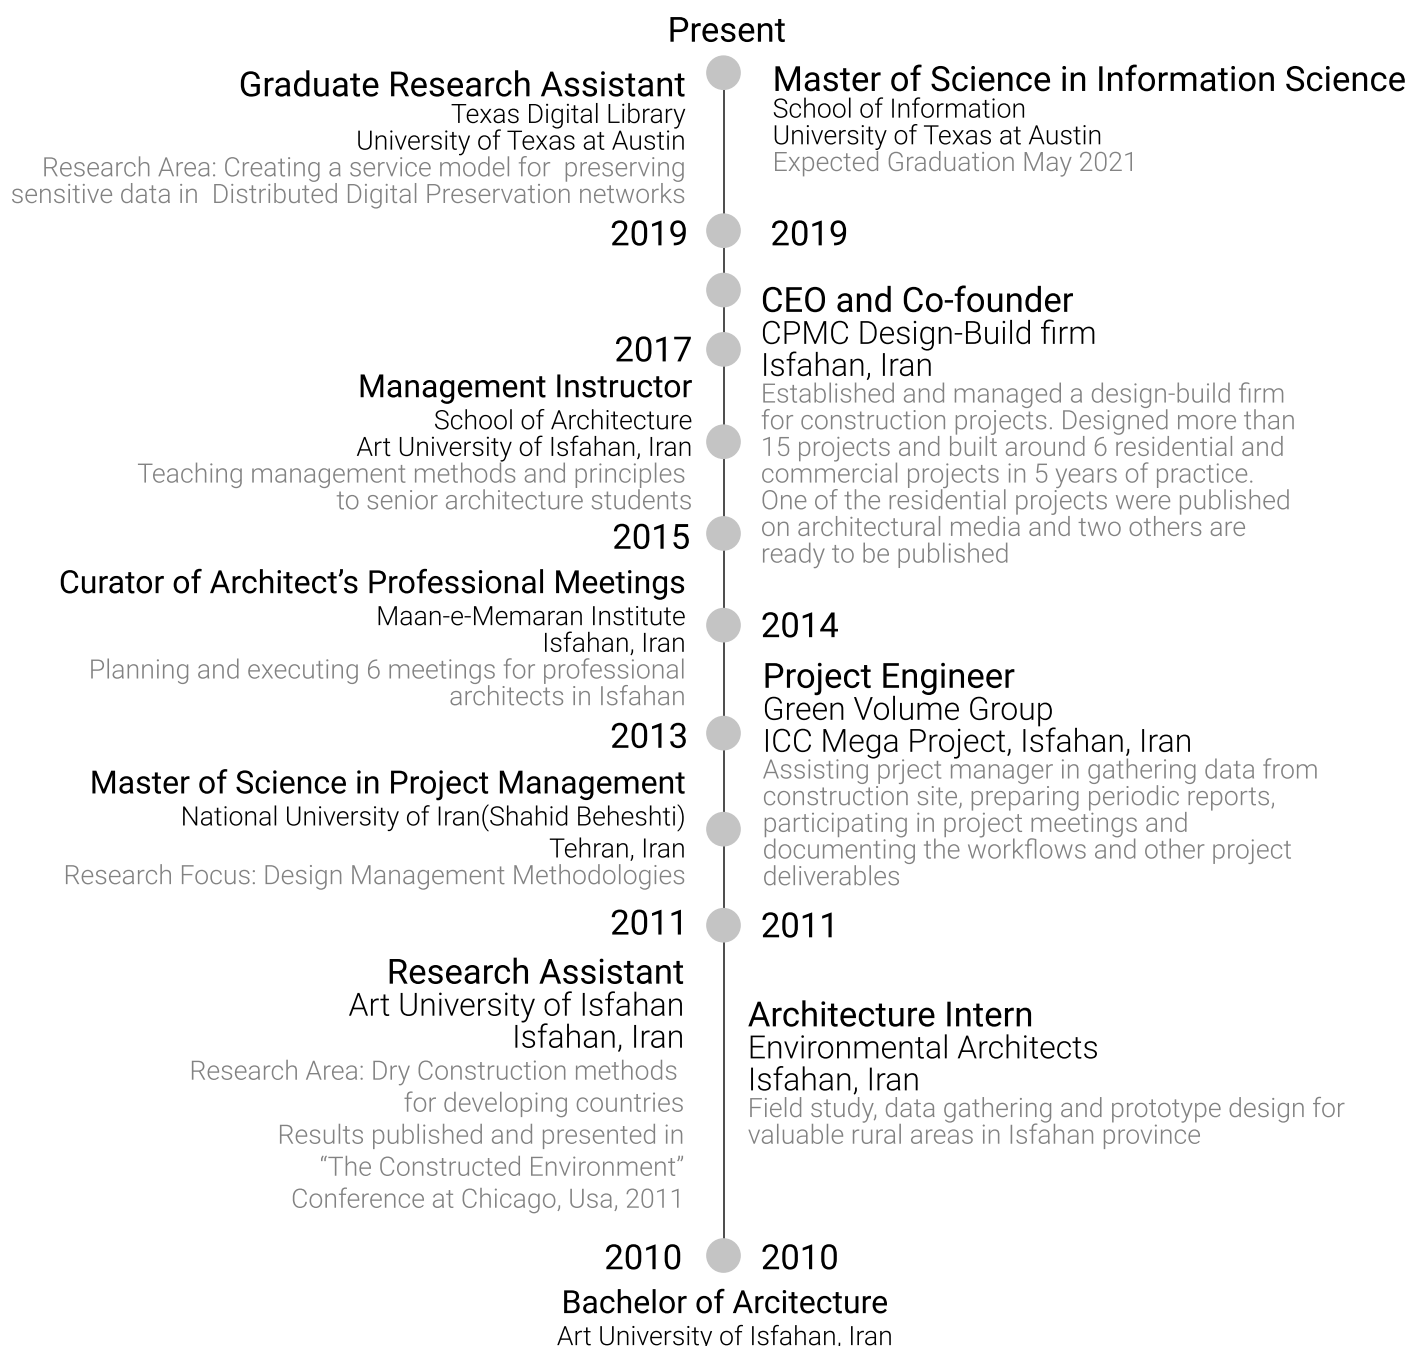 Present
Graduate Research Assistant
Texas Digital Library
University of Texas at Austin
Research Area: Creating a service model for preserving
sensitive data in Distributed Digital Preservation networks
2019
Master of Science in Information Science
School of Information
University of Texas at Austin
Expected Graduation May 2021
2019
2017
Management Instructor
School of Architecture
Art University of Isfahan, Iran
Teaching management methods and principles
to senior architecture students
2015
CEO and Co-founder
CPMC Design-Build firm
Isfahan, Iran
Established and managed a design-build firm
for construction projects. Designed more than
15 projects and built around 6 residential and
commercial projects in 5 years of practice.
One of the residential projects were published
on architectural media and two others are
ready to be published
2014
Curator of Architect’s Professional Meetings
Maan-e-Memaran Institute
Isfahan, Iran
Planning and executing 6 meetings for professional
architects in Isfahan
2013
Project Engineer
Green Volume Group
ICC Mega Project, Isfahan, Iran
Assisting prject manager in gathering data from
construction site, preparing periodic reports,
participating in project meetings and
documenting the workflows and other project
deliverables
2011
Master of Science in Project Management
National University of Iran(Shahid Beheshti)
Tehran, Iran
Research Focus: Design Management Methodologies
2011
Research Assistant
Art University of Isfahan
Isfahan, Iran
Research Area: Dry Construction methods
for developing countries
Results published and presented in
“The Constructed Environment”
Conference at Chicago, Usa, 2011
2010
Architecture Intern
Environmental Architects
Isfahan, Iran
Field study, data gathering and prototype design for
valuable rural areas in Isfahan province
2010
Bachelor of Arcitecture
Art University of Isfahan, Iran